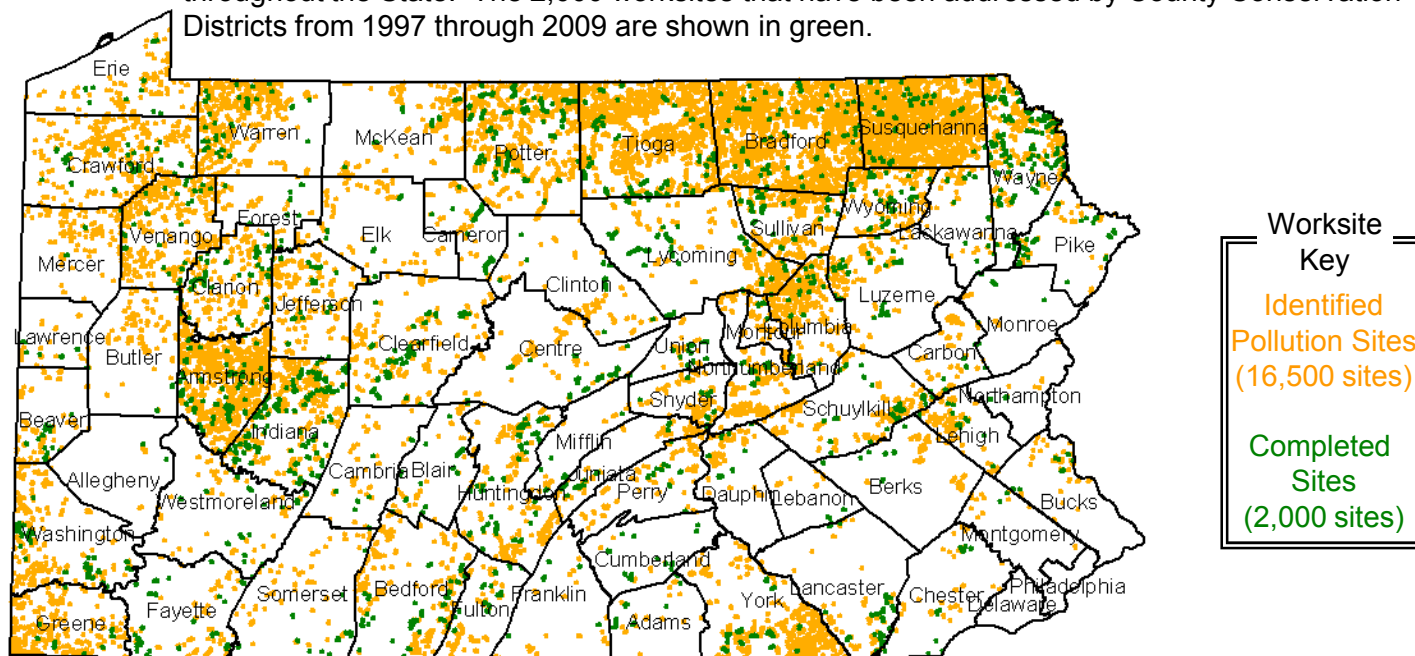 Districts from 1997 through 2009 are shown in green.
Erie
Warren
McKean
Potter
Tioga
Bradford
Susquehanna
Crawford
Wayne
Forest
Wyoming
Venango
Elk
Cameron
Sullivan
Lackawanna
Pike
Mercer
Lycoming
Clarion
Jefferson
Clinton
Luzerne
Lawrence
Butler
Clearfield
Centre
Union
Montour
Columbia
Monroe
Armstrong
Northumberland
Carbon
Beaver
Indiana
Snyder
Schuylkill
Northampton
Mifflin
Lehigh
Allegheny
Cambria
Blair
Juniata
Westmoreland
Huntingdon
Perry
Dauphin
Lebanon
Berks
Bucks
Washington
Cumberland
Montgomery
Greene
Fayette
Somerset
Bedford
Fulton
Franklin
Adams
York
Lancaster
Chester
Delaware
Philadelphia
Worksite
Key
Identified
Pollution Sites
(16,500 sites)
Completed
Sites
(2,000 sites)